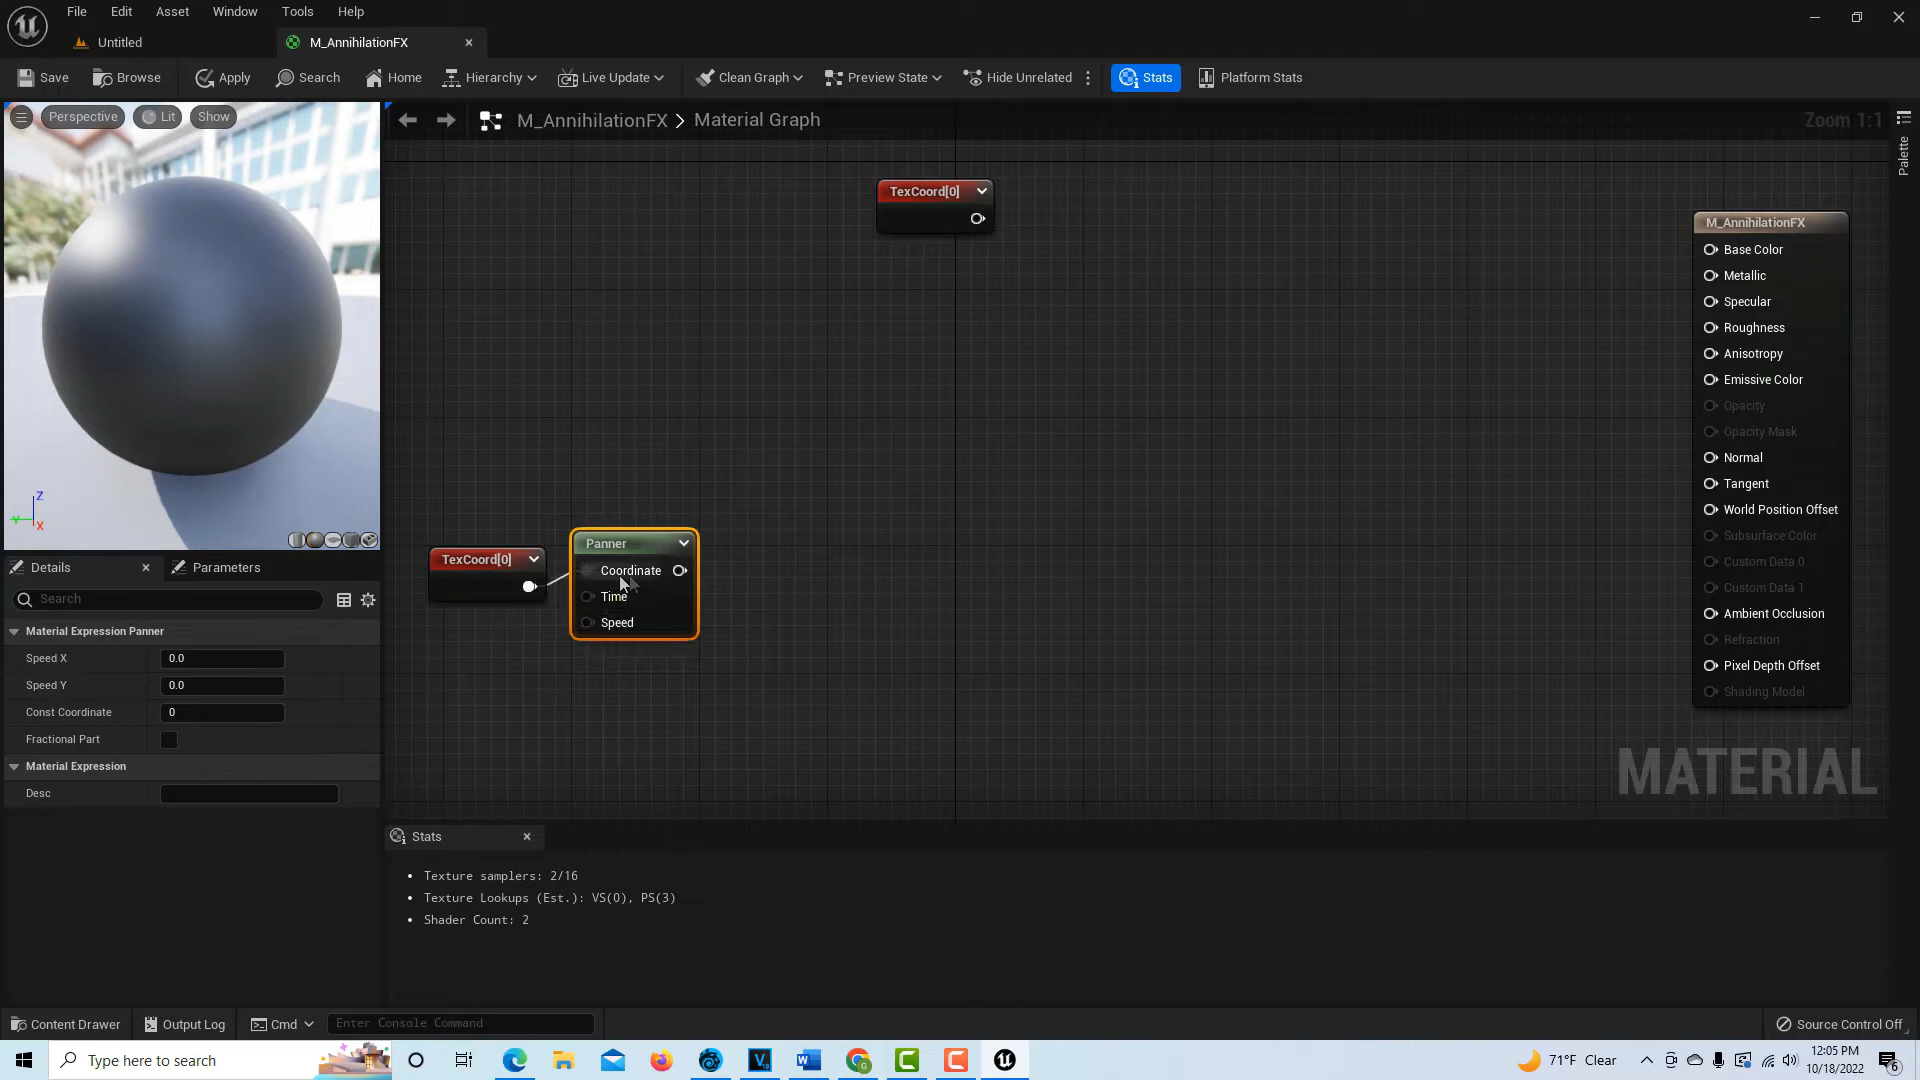 File Edit Asset Window Tools Help
Untitled M_AnnihilationFX
Save Browse Apply Search Home Hierarchy Live Update Clean Graph Preview State Hide Unrelated Stats Platform Stats
Perspective Lit Show
M_AnnihilationFX > Material Graph Zoom 1:1
Palette
TexCoord[0]
M_AnnihilationFX
Base Color
Metallic
Specular
Roughness
Anisotropy
Emissive Color
Opacity
Opacity Mask
Normal
Tangent
World Position Offset
Subsurface Color
Custom Data 0
Custom Data 1
Ambient Occlusion
Refraction
Pixel Depth Offset
Shading Model
TexCoord[0]
Panner
Coordinate
Time
Speed
MATERIAL
Z
Y
X
Details Parameters
Search
Material Expression Panner
Speed X 0.0
Speed Y 0.0
Const Coordinate 0
Fractional Part
Material Expression
Desc
Stats
• Texture samplers: 2/16
• Texture Lookups (Est.): VS(0), PS(3)
• Shader Count: 2
Content Drawer Output Log Cmd Enter Console Command Source Control Off
Type here to search
71°F Clear
12:05 PM
10/18/2022
6